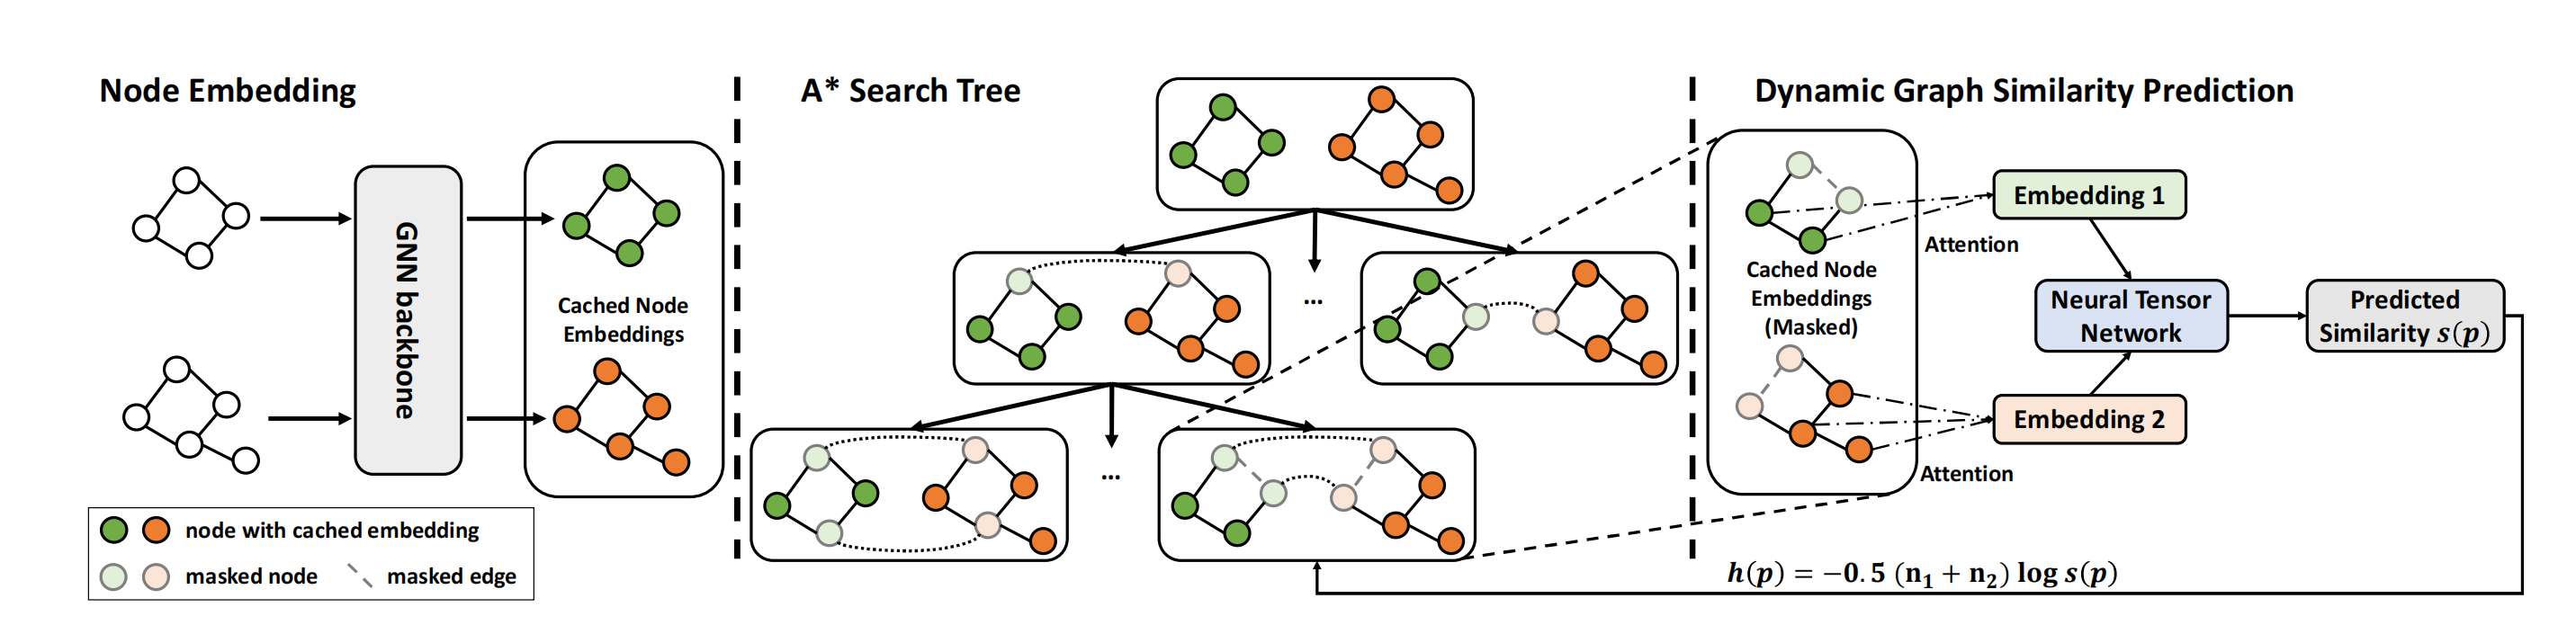 Node Embedding
GNN backbone
Cached Node
Embeddings
node with cached embedding
masked node
masked edge
A* Search Tree
...
...
Dynamic Graph Similarity Prediction
Cached Node
Embeddings
(Masked)
Attention
Attention
Embedding 1
Embedding 2
Neural Tensor
Network
Predicted
Similarity s(p)
h(p) = −0.5 (n₁ + n₂) log s(p)